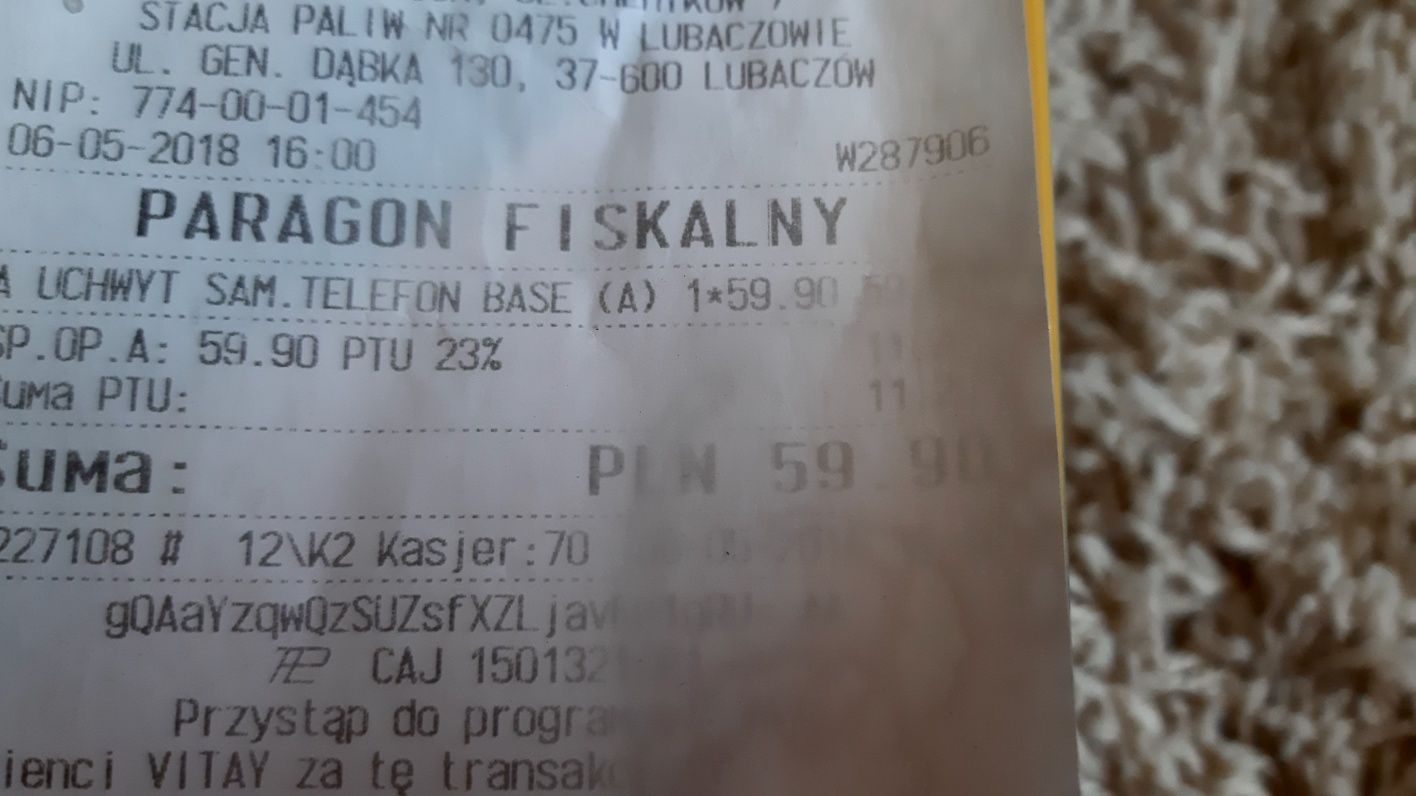 STACJA PALIW NR 0475 W LUBACZOWIE
UL. GEN. DĄBKA 130, 37-600 LUBACZÓW
NIP: 774-00-01-454
06-05-2018 16:00 W287906
PARAGON FISKALNY
A UCHWYT SAM.TELEFON BASE (A) 1*59.90
SP.OP.A: 59.90 PTU 23%
Suma PTU: 11
Suma: PLN 59.90
227108 # 12\K2 Kasjer:70
gQAaYzqwQzSUZsfXZLjav
CAJ 150132
Przystąp do progra
ienci VITAY za tę transak